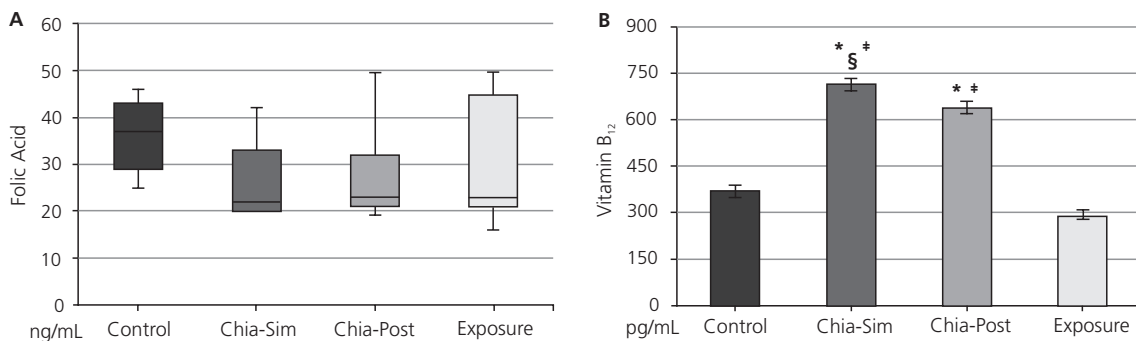 A
60
50
40
30
20
10
0
Folic Acid
ng/mL Control Chia-Sim Chia-Post Exposure
B
900
750
600
450
300
150
0
Vitamin B₁₂
* ‡
§
* ‡
pg/mL Control Chia-Sim Chia-Post Exposure